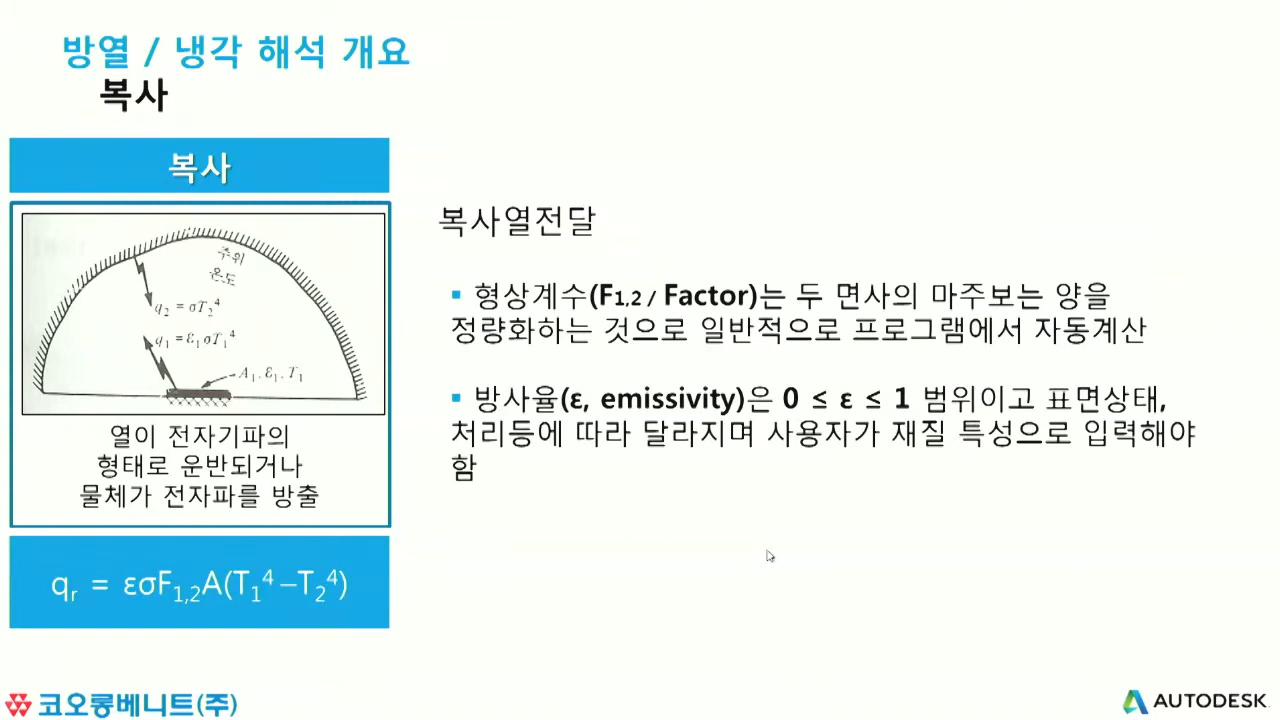 방열 / 냉각 해석 개요
복사
복사
주위
온도
q₂ = σT₂⁴
q₁ = ε₁σT₁⁴
A₁, ε₁, T₁
열이 전자기파의
형태로 운반되거나
물체가 전자파를 방출
qᵣ = εσF₁,₂A(T₁⁴ –T₂⁴)
복사열전달
▪ 형상계수(F1,2 / Factor)는 두 면사의 마주보는 양을
정량화하는 것으로 일반적으로 프로그램에서 자동계산
▪ 방사율(ε, emissivity)은 0 ≤ ε ≤ 1 범위이고 표면상태,
처리등에 따라 달라지며 사용자가 재질 특성으로 입력해야
함
코오롱베니트(주)
AUTODESK